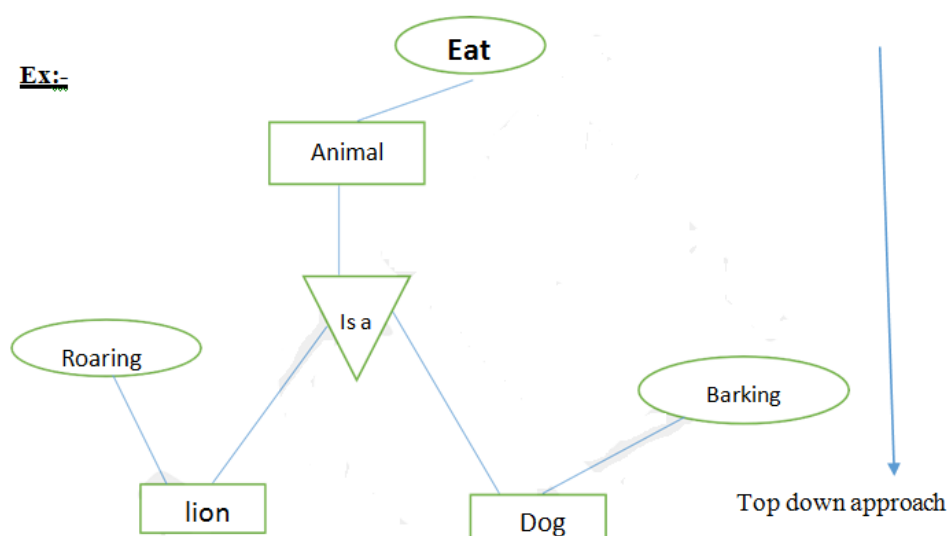 Eat
Ex:-
Animal
Is a
Roaring
Barking
lion
Dog
Top down approach